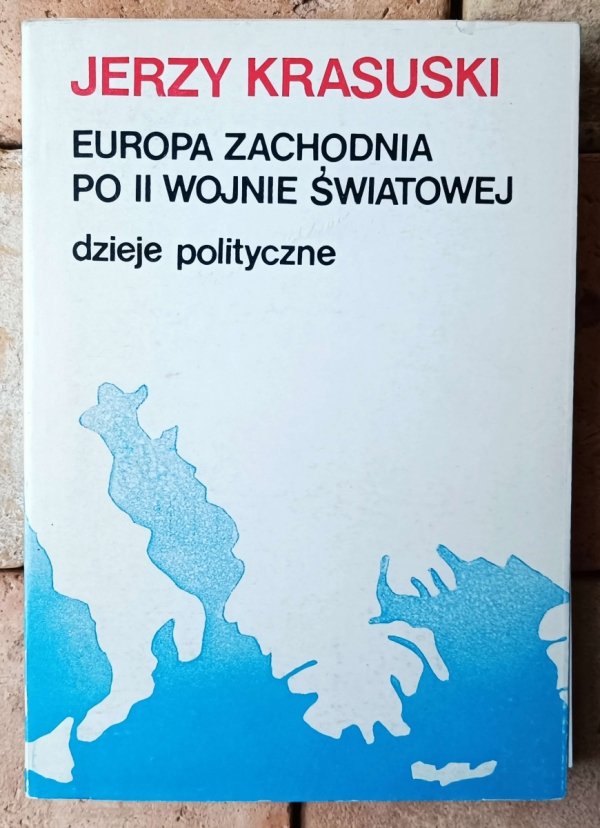 JERZY KRASUSKI
EUROPA ZACHODNIA
PO II WOJNIE ŚWIATOWEJ
dzieje polityczne